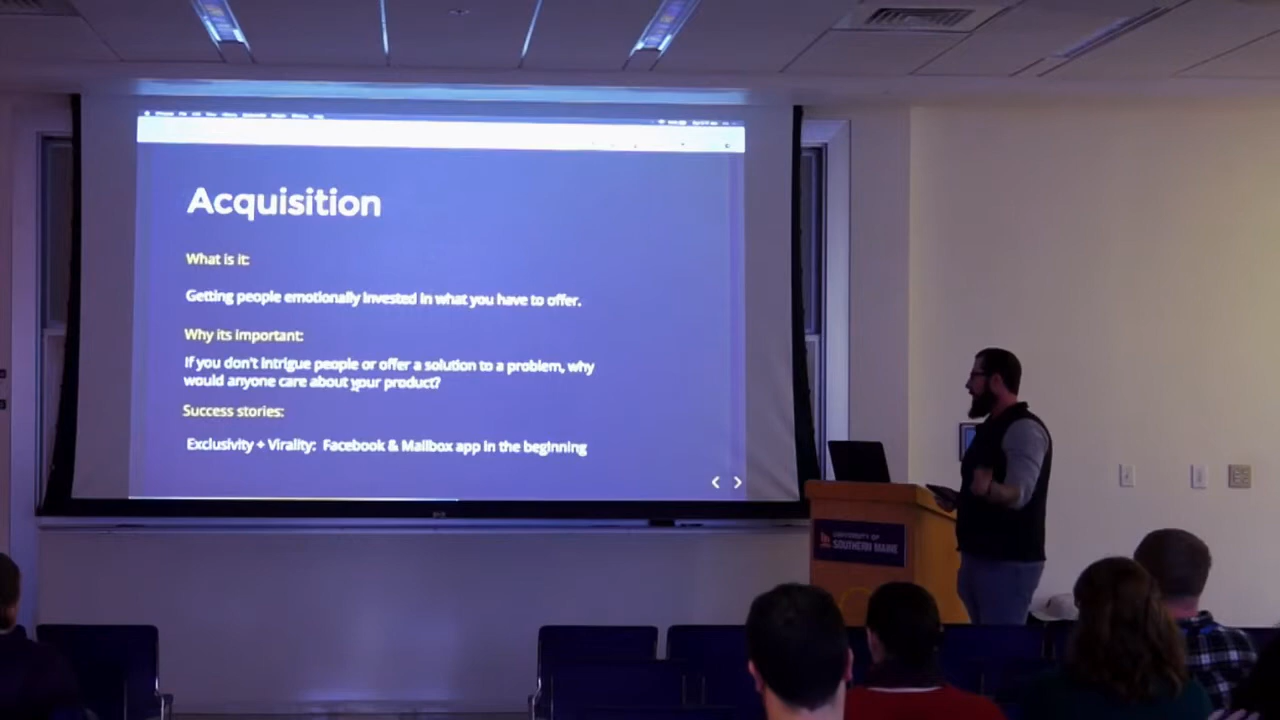 Acquisition
What is it:
Getting people emotionally invested in what you have to offer.
Why its important:
If you don't intrigue people or offer a solution to a problem, why
would anyone care about your product?
Success stories:
Exclusivity + Virality: Facebook & Mailbox app in the beginning
UNIVERSITY OF
SOUTHERN MAINE